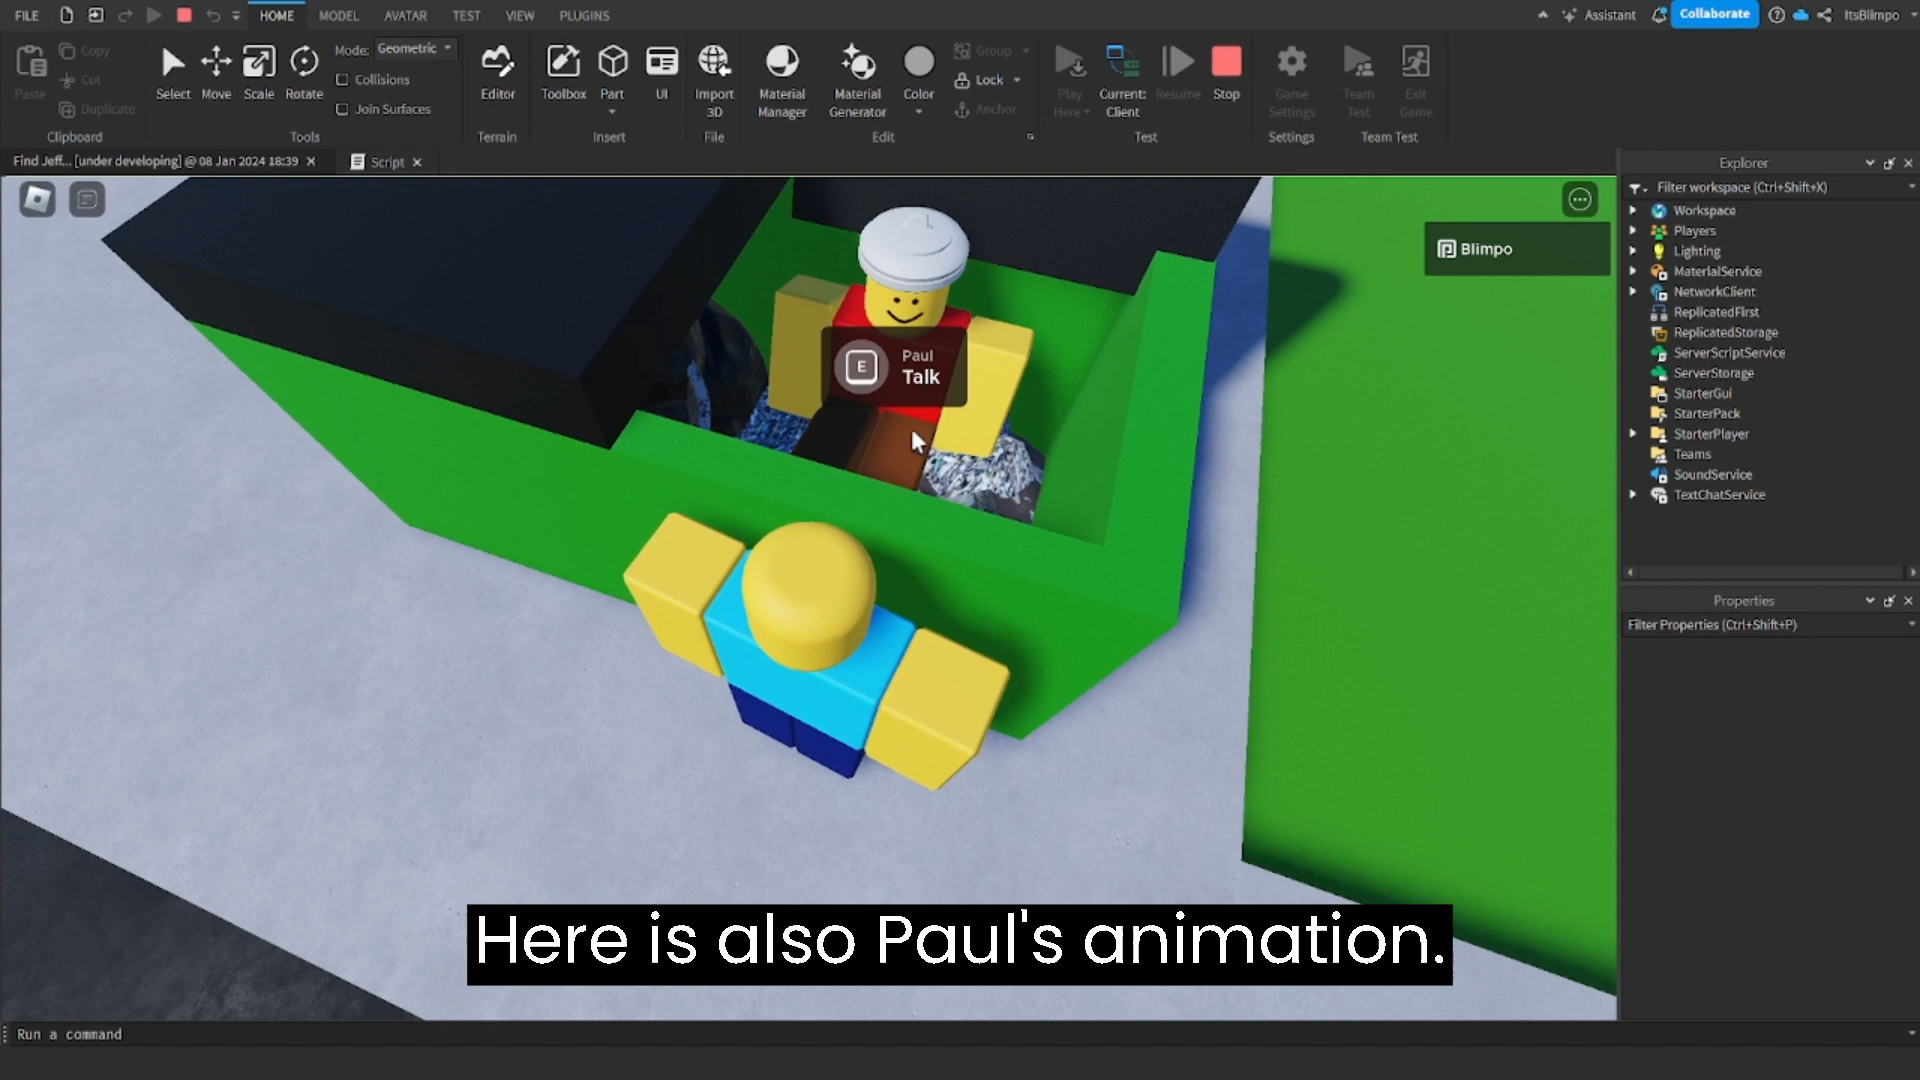 FILE HOME MODEL AVATAR TEST VIEW PLUGINS Assistant Collaborate ItsBlimpo
Paste Copy Cut Duplicate
Select Move Scale Rotate
Mode: Geometric
Collisions
Join Surfaces
Editor
Toolbox Part UI
Import 3D
Material Manager
Material Generator
Color
Group
Lock
Anchor
Play Here
Current: Client
Resume
Stop
Game Settings
Team Test
Exit Game
Clipboard Tools Terrain Insert File Edit Test Settings Team Test
Find Jeff... [under developing] @ 08 Jan 2024 18:39
Script
Blimpo
E
Paul
Talk
Here is also Paul's animation.
Explorer
Filter workspace (Ctrl+Shift+X)
Workspace
Players
Lighting
MaterialService
NetworkClient
ReplicatedFirst
ReplicatedStorage
ServerScriptService
ServerStorage
StarterGui
StarterPack
StarterPlayer
Teams
SoundService
TextChatService
Properties
Filter Properties (Ctrl+Shift+P)
Run a command